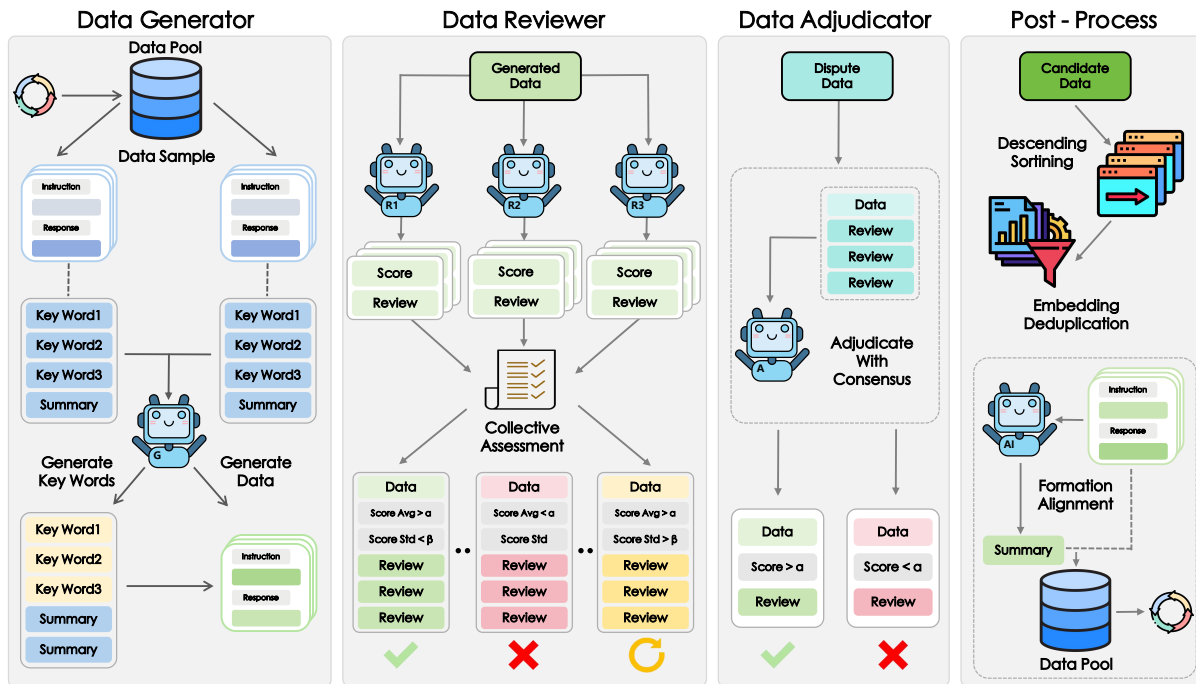 Data Generator
Data Pool
Data Sample
Instruction
Response
Instruction
Response
Key Word1
Key Word2
Key Word3
Summary
Key Word1
Key Word2
Key Word3
Summary
G
Generate
Key Words
Generate
Data
Key Word1
Key Word2
Key Word3
Summary
Summary
Instruction
Response
Data Reviewer
Generated
Data
R1
R2
R3
Score
Review
Score
Review
Score
Review
Collective
Assessment
Data
Score Avg > α
Score Std < β
Review
Review
Review
Data
Score Avg < α
Score Std
Review
Review
Review
Data
Score Avg > α
Score Std > β
Review
Review
Review
Data Adjudicator
Dispute
Data
Data
Review
Review
Review
A
Adjudicate
With
Consensus
Data
Score > α
Review
Data
Score < α
Review
Post - Process
Candidate
Data
Descending
Sortining
Embedding
Deduplication
Instruction
Response
AI
Formation
Alignment
Summary
Data Pool